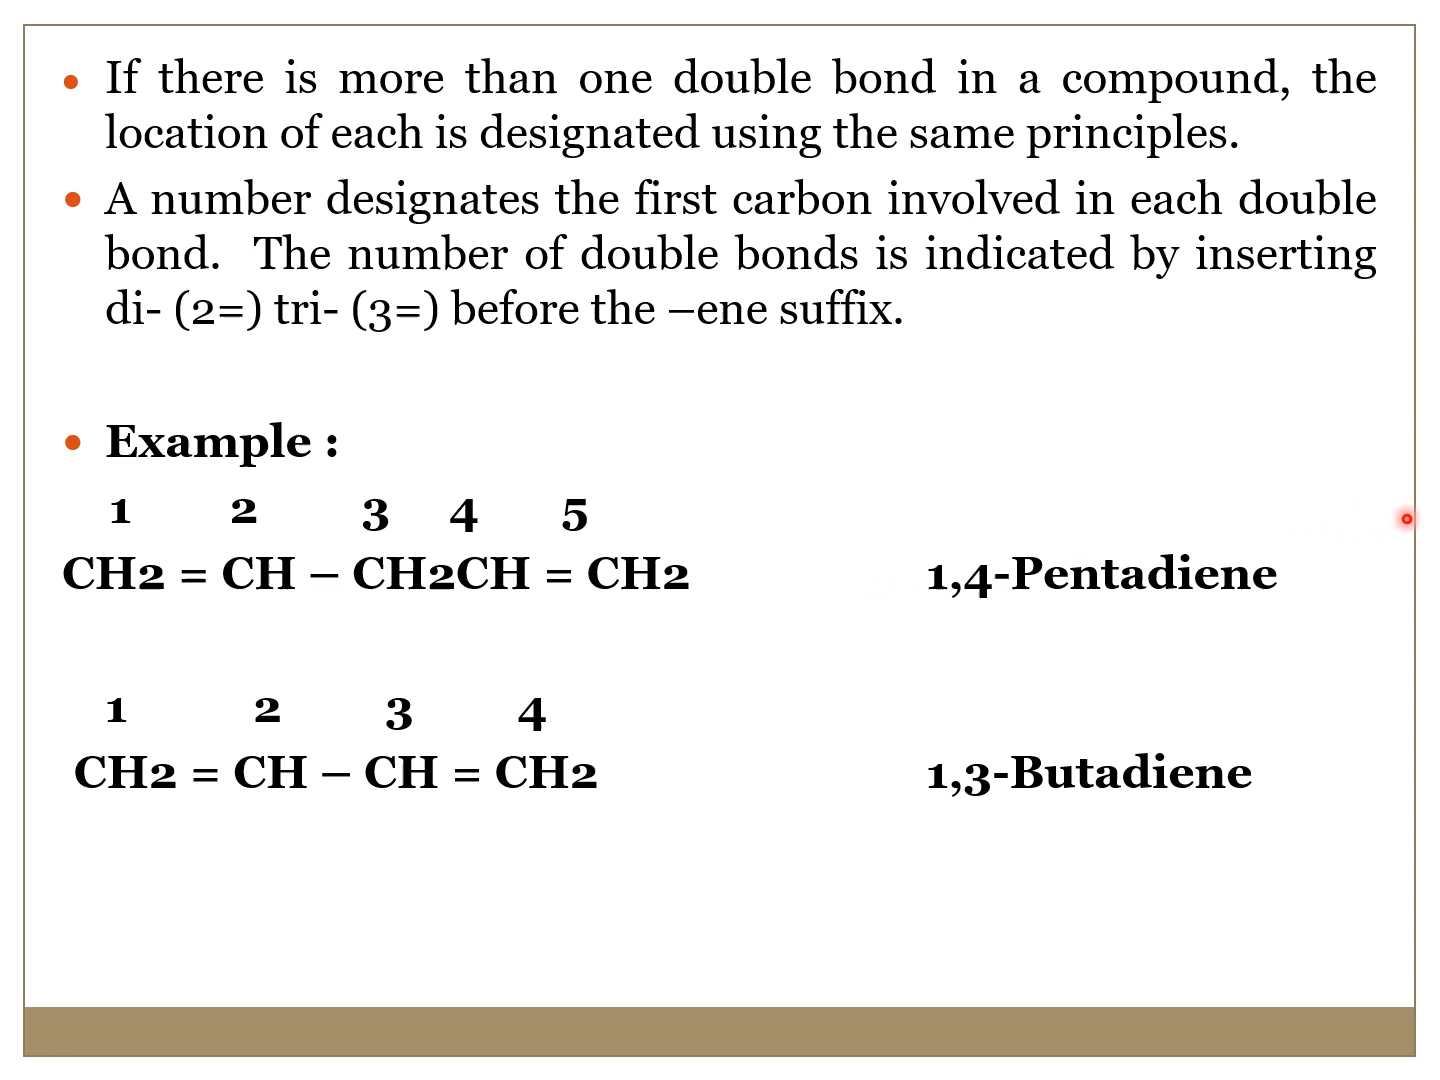 • If there is more than one double bond in a compound, the
location of each is designated using the same principles.
• A number designates the first carbon involved in each double
bond. The number of double bonds is indicated by inserting
di- (2=) tri- (3=) before the –ene suffix.
• Example :
1 2 3 4 5
CH2 = CH – CH2CH = CH2 1,4-Pentadiene
1 2 3 4
CH2 = CH – CH = CH2 1,3-Butadiene